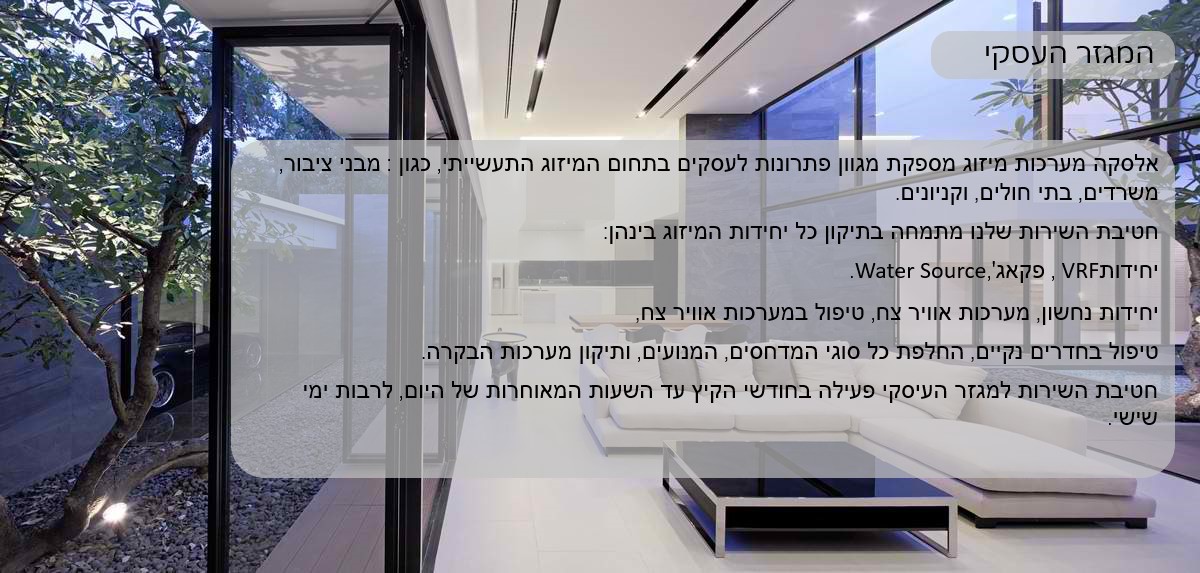 המגזר העסקי
אלסקה מערכות מיזוג מספקת מגוון פתרונות לעסקים בתחום המיזוג התעשייתי, כגון : מבני ציבור,
משרדים, בתי חולים, וקניונים.
חטיבת השירות שלנו מתמחה בתיקון כל יחידות המיזוג בינהן:
יחידותVRF , פקאג',Water Source.
יחידות נחשון, מערכות אוויר צח, טיפול במערכות אוויר צח,
טיפול בחדרים נקיים, החלפת כל סוגי המדחסים, המנועים, ותיקון מערכות הבקרה.
חטיבת השירות למגזר העיסקי פעילה בחודשי הקיץ עד השעות המאוחרות של היום, לרבות ימי
שישי.